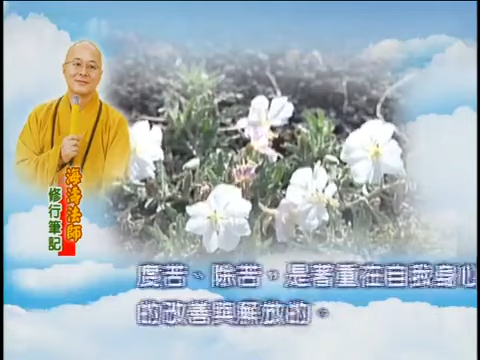 海濤法師
修行筆記
度苦、除苦，是著重在自我身心
的改善與解放的。